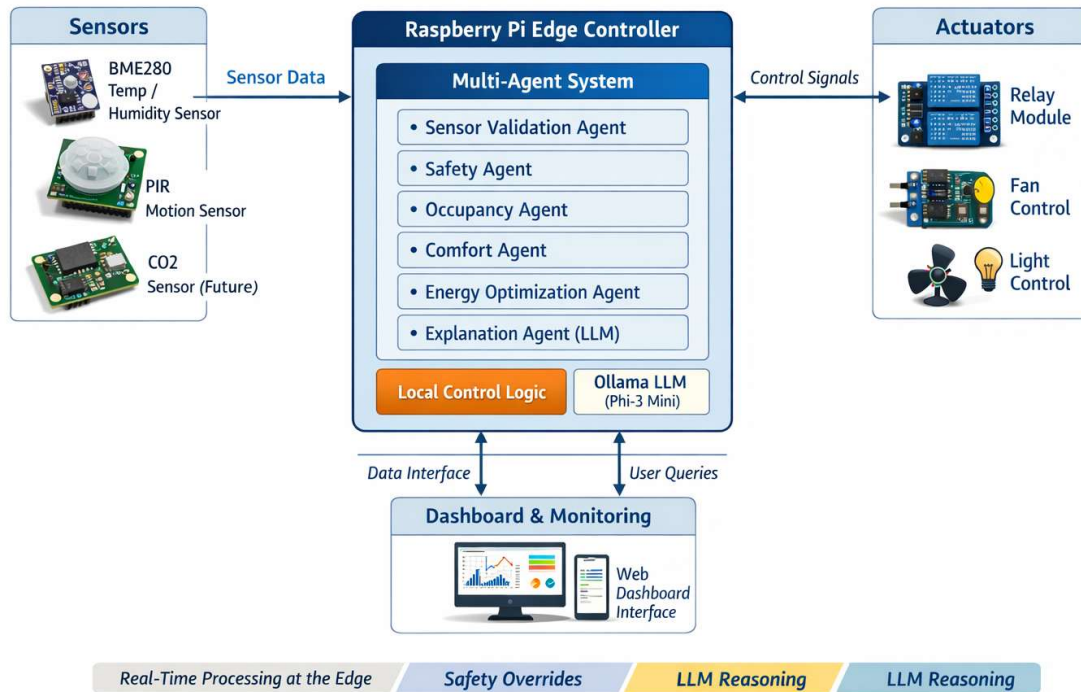 Sensors
BME280
Temp /
Humidity Sensor
PIR
Motion Sensor
CO2
Sensor (Future)
Sensor Data
Raspberry Pi Edge Controller
Multi-Agent System
• Sensor Validation Agent
• Safety Agent
• Occupancy Agent
• Comfort Agent
• Energy Optimization Agent
• Explanation Agent (LLM)
Local Control Logic
Ollama LLM
(Phi-3 Mini)
Control Signals
Actuators
Relay
Module
Fan
Control
Light
Control
Data Interface
User Queries
Dashboard & Monitoring
Web
Dashboard
Interface
Real-Time Processing at the Edge
Safety Overrides
LLM Reasoning
LLM Reasoning